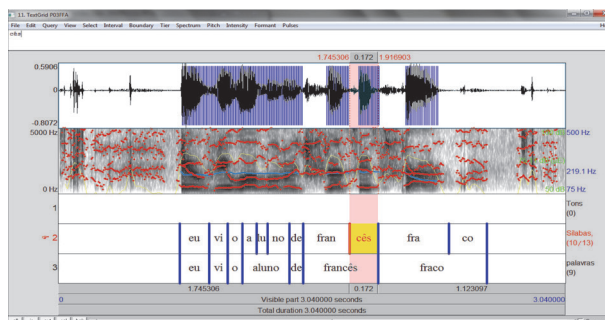 11. TextGrid PD3FFA
File Edit Query View Select Interval Boundary Tier Spectrum Pitch Intensity Formant Pulses
cês
1.745306 0.172 1.916903
0.5906
0
-0.8072
5000 Hz 500 Hz
219.1 Hz
0 Hz 75 Hz
1 Tons
(0)
2 eu vi o a lu no de fran cês fra co Sílabas,
(10/13)
3 eu vi o aluno de francês fraco palavras
(9)
1.745306 0.172 1.123097
0 Visible part 3.040000 seconds 3.040000
Total duration 3.040000 seconds